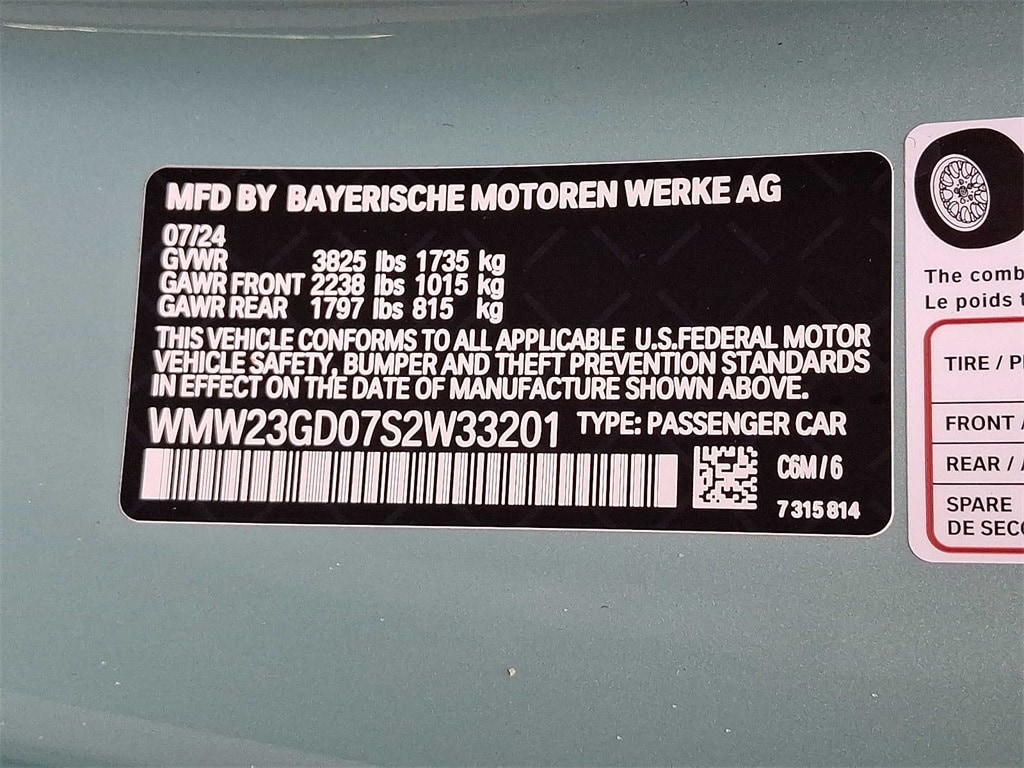 MFD BY BAYERISCHE MOTOREN WERKE AG
07/24
GVWR 3825 lbs 1735 kg
GAWR FRONT 2238 lbs 1015 kg
GAWR REAR 1797 lbs 815 kg
THIS VEHICLE CONFORMS TO ALL APPLICABLE U.S.FEDERAL MOTOR
VEHICLE SAFETY, BUMPER AND THEFT PREVENTION STANDARDS
IN EFFECT ON THE DATE OF MANUFACTURE SHOWN ABOVE.
WMW23GD07S2W33201 TYPE: PASSENGER CAR
C6M/6
7315814
The comb
Le poids
TIRE /
FRONT /
REAR /
SPARE
DE SEC